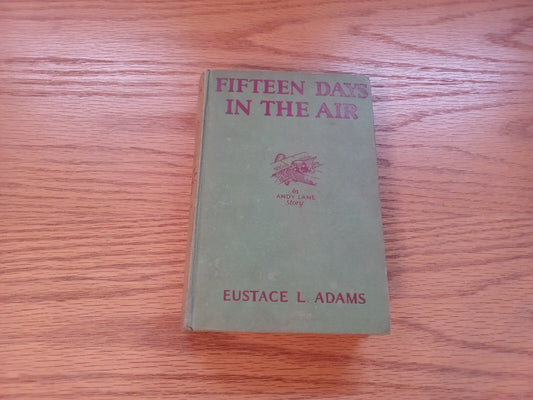 FIFTEEN DAYS
IN THE AIR
An
ANDY LANE
Story
EUSTACE L. ADAMS